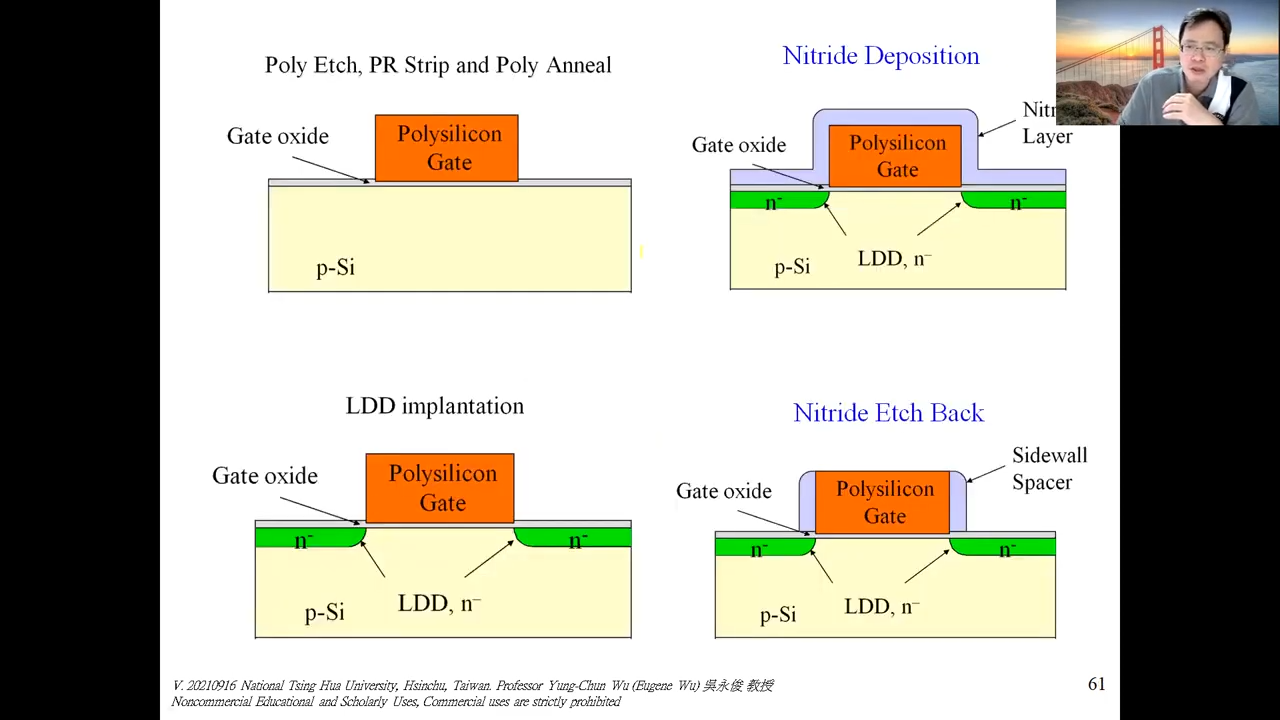 Poly Etch, PR Strip and Poly Anneal
Gate oxide
Polysilicon
Gate
p-Si
Nitride Deposition
Gate oxide
Polysilicon
Gate
Layer
n-
n-
p-Si
LDD, n–
LDD implantation
Gate oxide
Polysilicon
Gate
n-
n-
p-Si
LDD, n–
Nitride Etch Back
Gate oxide
Polysilicon
Gate
Sidewall
Spacer
n-
n-
p-Si
LDD, n–
V. 20210916 National Tsing Hua University, Hsinchu, Taiwan. Professor Yung-Chun Wu (Eugene Wu) 吳永俊 教授
Noncommercial Educational and Scholarly Uses, Commercial uses are strictly prohibited
61